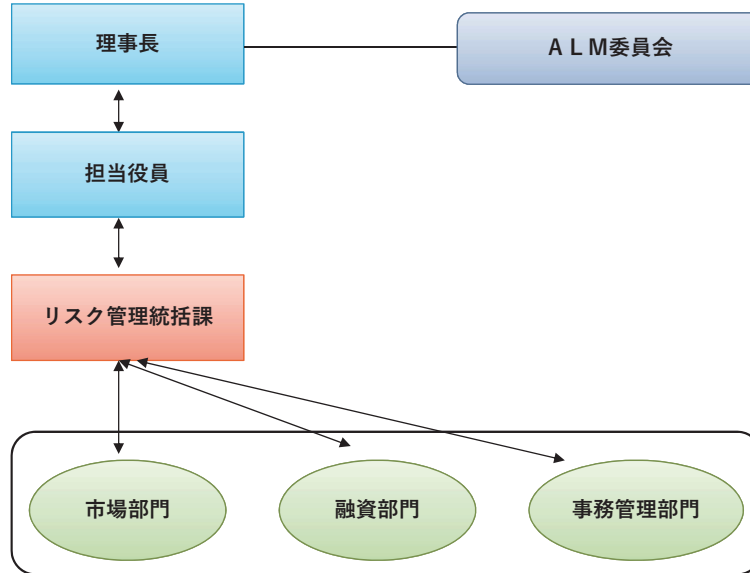 理事長
ＡＬＭ委員会
担当役員
リスク管理統括課
市場部門
融資部門
事務管理部門